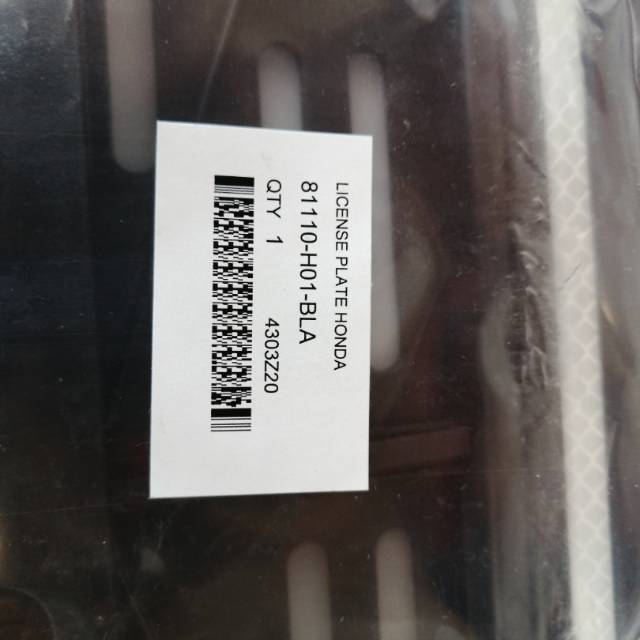 LICENSE PLATE HONDA
81110-H01-BLA
QTY 1 4303Z20